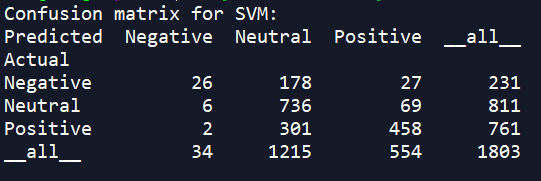 Confusion matrix for SVM:
Predicted Negative Neutral Positive __all__
Actual
Negative 26 178 27 231
Neutral 6 736 69 811
Positive 2 301 458 761
__all__ 34 1215 554 1803